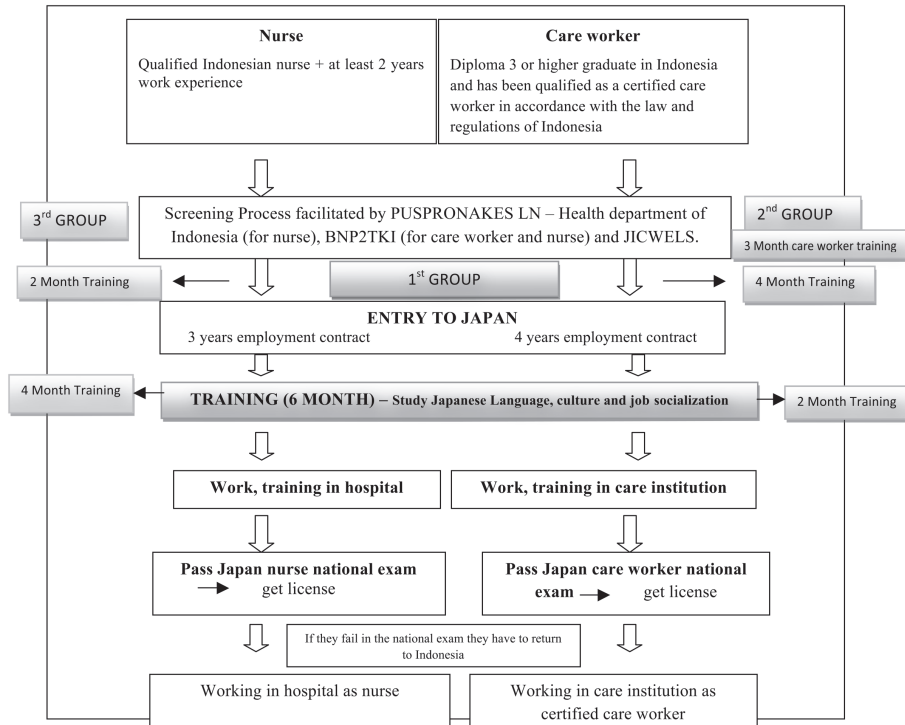 Nurse
Qualified Indonesian nurse + at least 2 years
work experience
Care worker
Diploma 3 or higher graduate in Indonesia
and has been qualified as a certified care
worker in accordance with the law and
regulations of Indonesia
3rd GROUP
Screening Process facilitated by PUSPRONAKES LN – Health department of
Indonesia (for nurse), BNP2TKI (for care worker and nurse) and JICWELS.
2nd GROUP
3 Month care worker training
2 Month Training
1st GROUP
4 Month Training
ENTRY TO JAPAN
3 years employment contract
4 years employment contract
4 Month Training
TRAINING (6 MONTH) – Study Japanese Language, culture and job socialization
2 Month Training
Work, training in hospital
Work, training in care institution
Pass Japan nurse national exam
get license
Pass Japan care worker national
exam get license
If they fail in the national exam they have to return
to Indonesia
Working in hospital as nurse
Working in care institution as
certified care worker